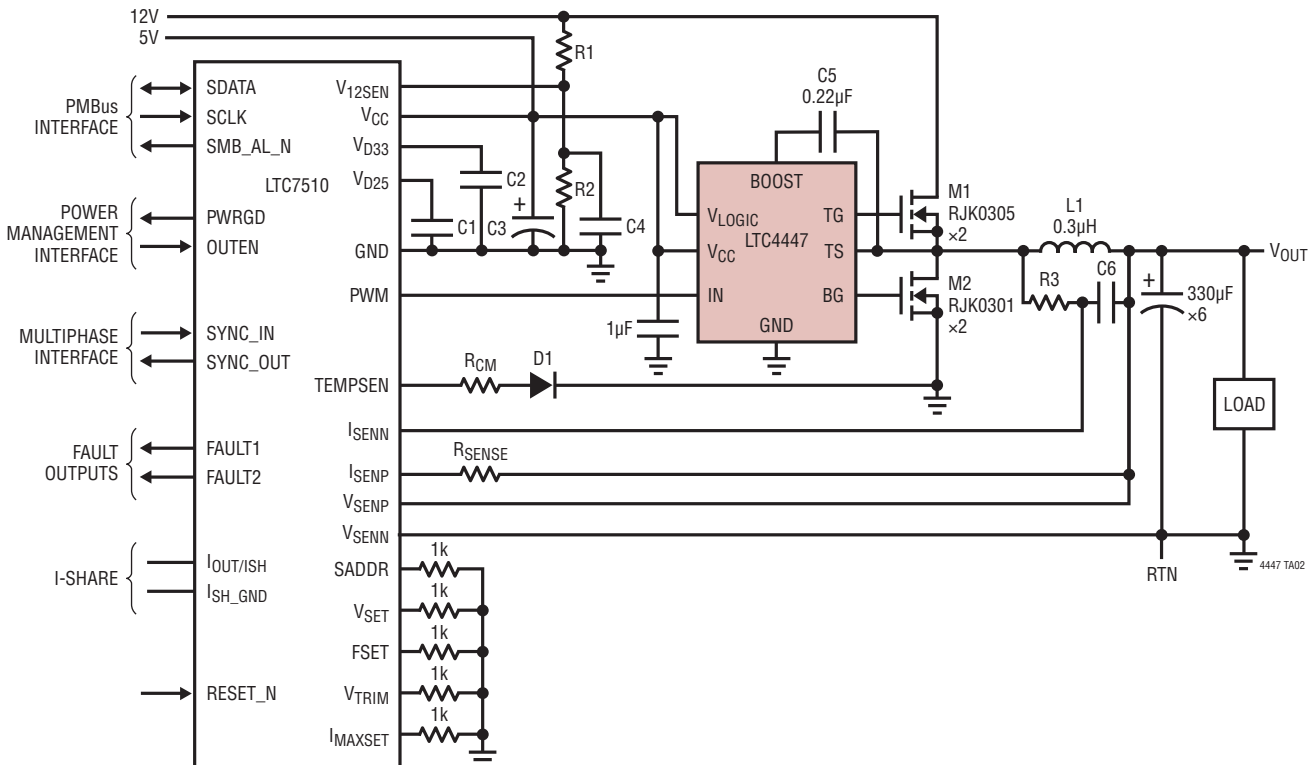 12V
5V
R1
PMBus
INTERFACE
SDATA
SCLK
SMB_AL_N
LTC7510
V12SEN
VCC
VD33
VD25
C2
C1
C3
+
R2
C4
POWER
MANAGEMENT
INTERFACE
PWRGD
OUTEN
GND
PWM
C5
0.22µF
BOOST
VLOGIC
LTC4447
VCC
IN
GND
TG
TS
BG
1µF
M1
RJK0305
×2
M2
RJK0301
×2
L1
0.3µH
R3
C6
+
330µF
×6
VOUT
LOAD
MULTIPHASE
INTERFACE
SYNC_IN
SYNC_OUT
TEMPSEN
RCM
D1
FAULT
OUTPUTS
FAULT1
FAULT2
ISENN
ISENP
RSENSE
VSENP
VSENN
RTN
4447 TA02
I-SHARE
IOUT/ISH
ISH_GND
SADDR
1k
VSET
1k
FSET
1k
RESET_N
VTRIM
1k
IMAXSET
1k